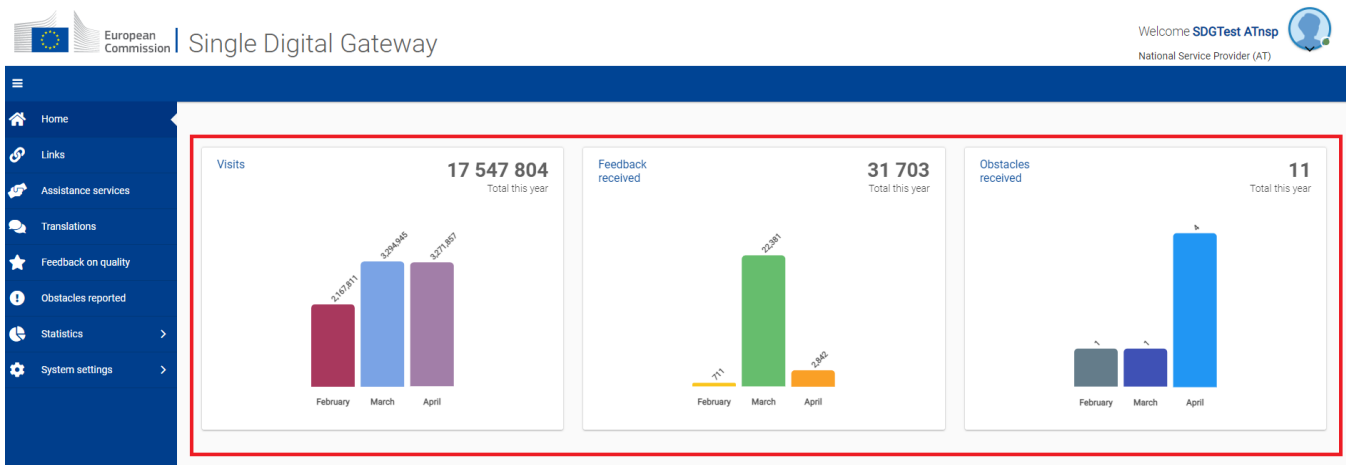 European
Commission
Single Digital Gateway
Welcome SDGTest ATnsp
National Service Provider (AT)
Home
Links
Assistance services
Translations
Feedback on quality
Obstacles reported
Statistics
System settings
Visits
17 547 804
Total this year
2,167,811
3,294,945
3,271,857
February March April
Feedback
received
31 703
Total this year
711
22,381
2,842
February March April
Obstacles
received
11
Total this year
1
1
4
February March April